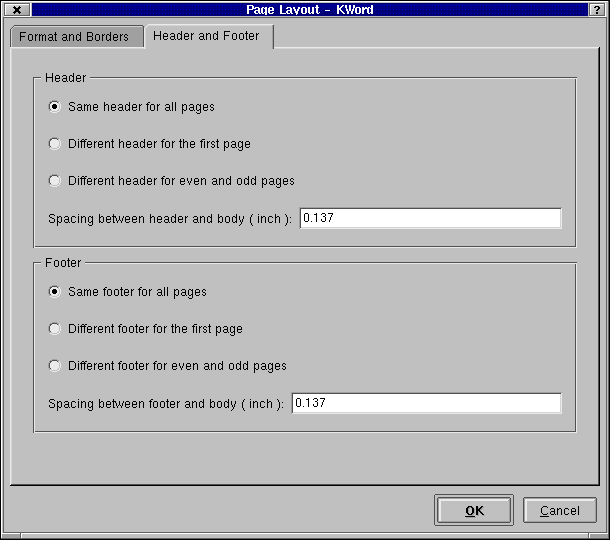 Page Layout - KWord
Format and Borders
Header and Footer
Header
Same header for all pages
Different header for the first page
Different header for even and odd pages
Spacing between header and body ( inch ): 0.137
Footer
Same footer for all pages
Different footer for the first page
Different footer for even and odd pages
Spacing between footer and body ( inch ): 0.137
OK
Cancel